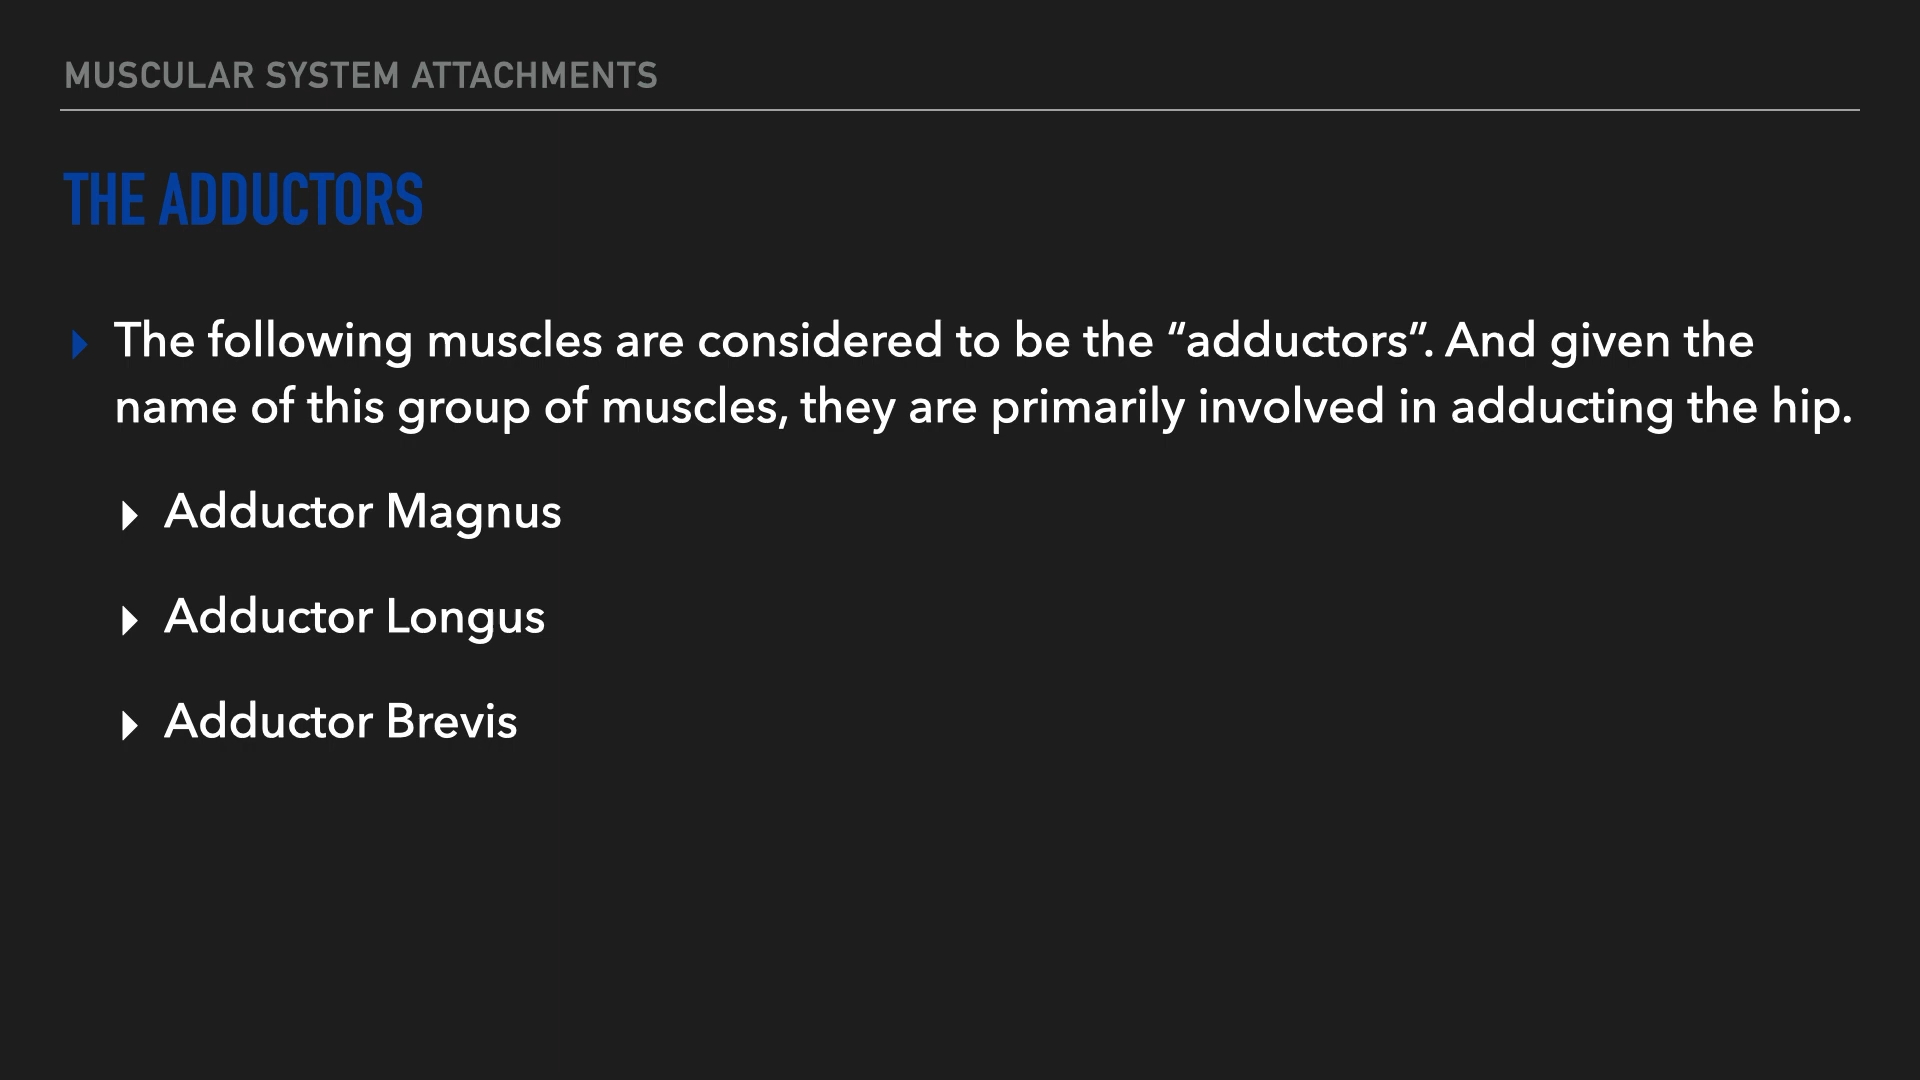 MUSCULAR SYSTEM ATTACHMENTS
THE ADDUCTORS
The following muscles are considered to be the “adductors”. And given the
name of this group of muscles, they are primarily involved in adducting the hip.
Adductor Magnus
Adductor Longus
Adductor Brevis